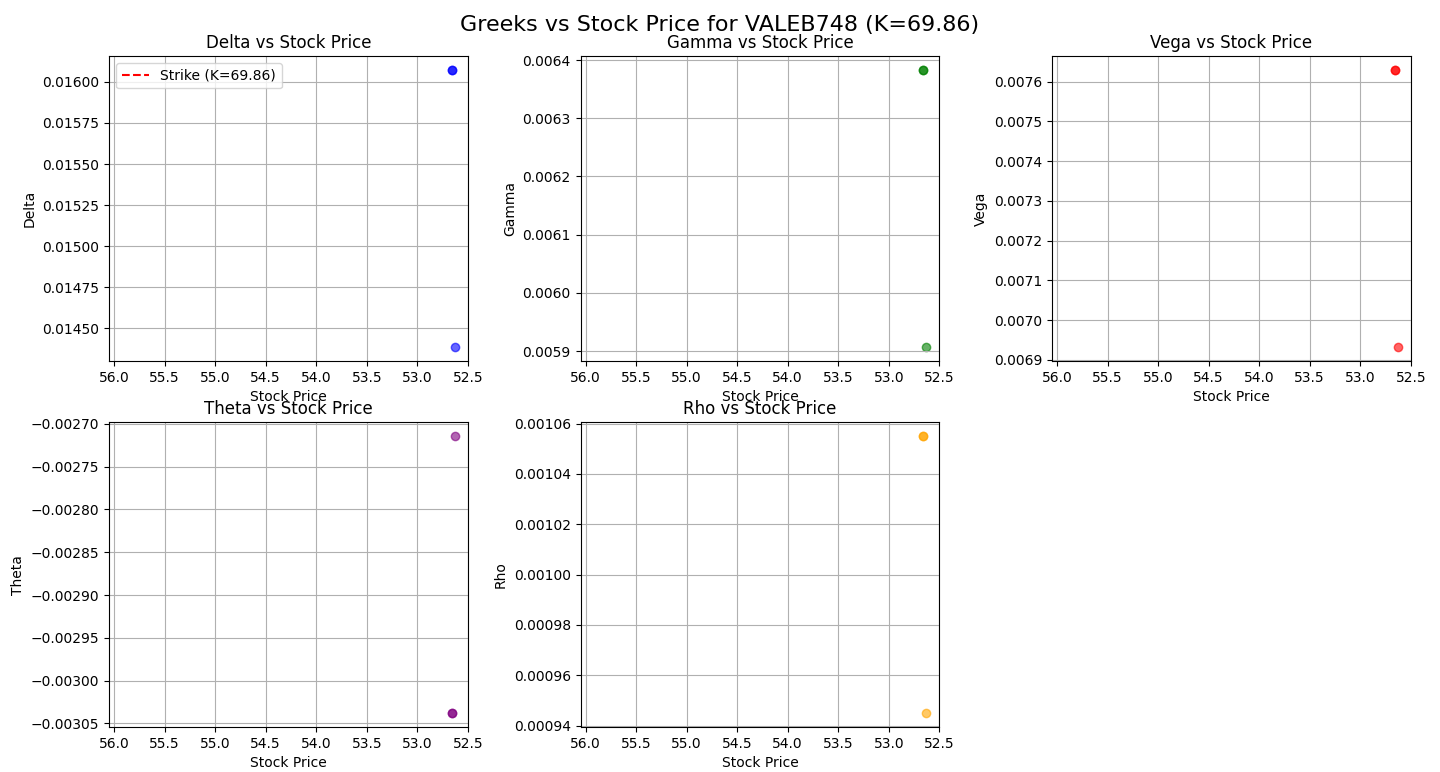 Greeks vs Stock Price for VALEB748 (K=69.86)
Delta vs Stock Price
Strike (K=69.86)
Delta
0.01600
0.01575
0.01550
0.01525
0.01500
0.01475
0.01450
56.0 55.5 55.0 54.5 54.0 53.5 53.0 52.5
Stock Price
Gamma vs Stock Price
Gamma
0.0064
0.0063
0.0062
0.0061
0.0060
0.0059
56.0 55.5 55.0 54.5 54.0 53.5 53.0 52.5
Stock Price
Vega vs Stock Price
Vega
0.0076
0.0075
0.0074
0.0073
0.0072
0.0071
0.0070
0.0069
56.0 55.5 55.0 54.5 54.0 53.5 53.0 52.5
Stock Price
Theta vs Stock Price
Theta
−0.00270
−0.00275
−0.00280
−0.00285
−0.00290
−0.00295
−0.00300
−0.00305
56.0 55.5 55.0 54.5 54.0 53.5 53.0 52.5
Stock Price
Rho vs Stock Price
Rho
0.00106
0.00104
0.00102
0.00100
0.00098
0.00096
0.00094
56.0 55.5 55.0 54.5 54.0 53.5 53.0 52.5
Stock Price